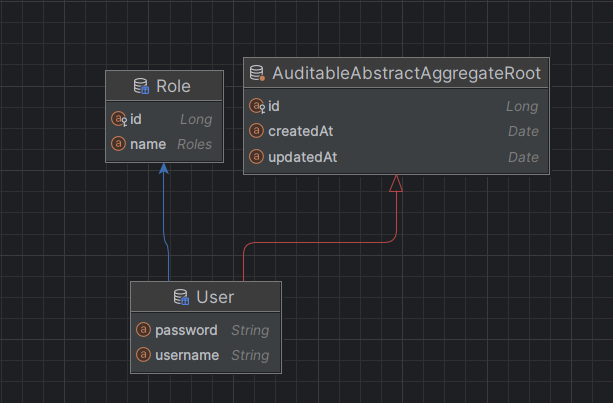 Role
id Long
name Roles
AuditableAbstractAggregateRoot
id Long
createdAt Date
updatedAt Date
User
password String
username String